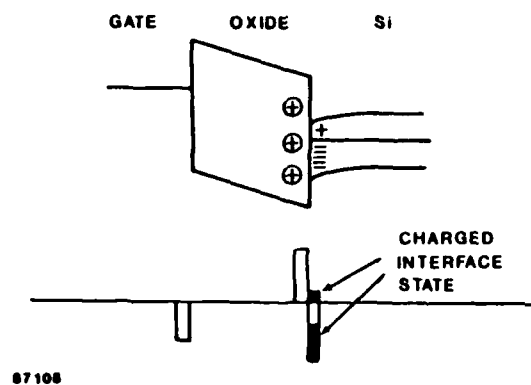 GATE OXIDE Si
+ + + +
CHARGED
INTERFACE
STATE
87108